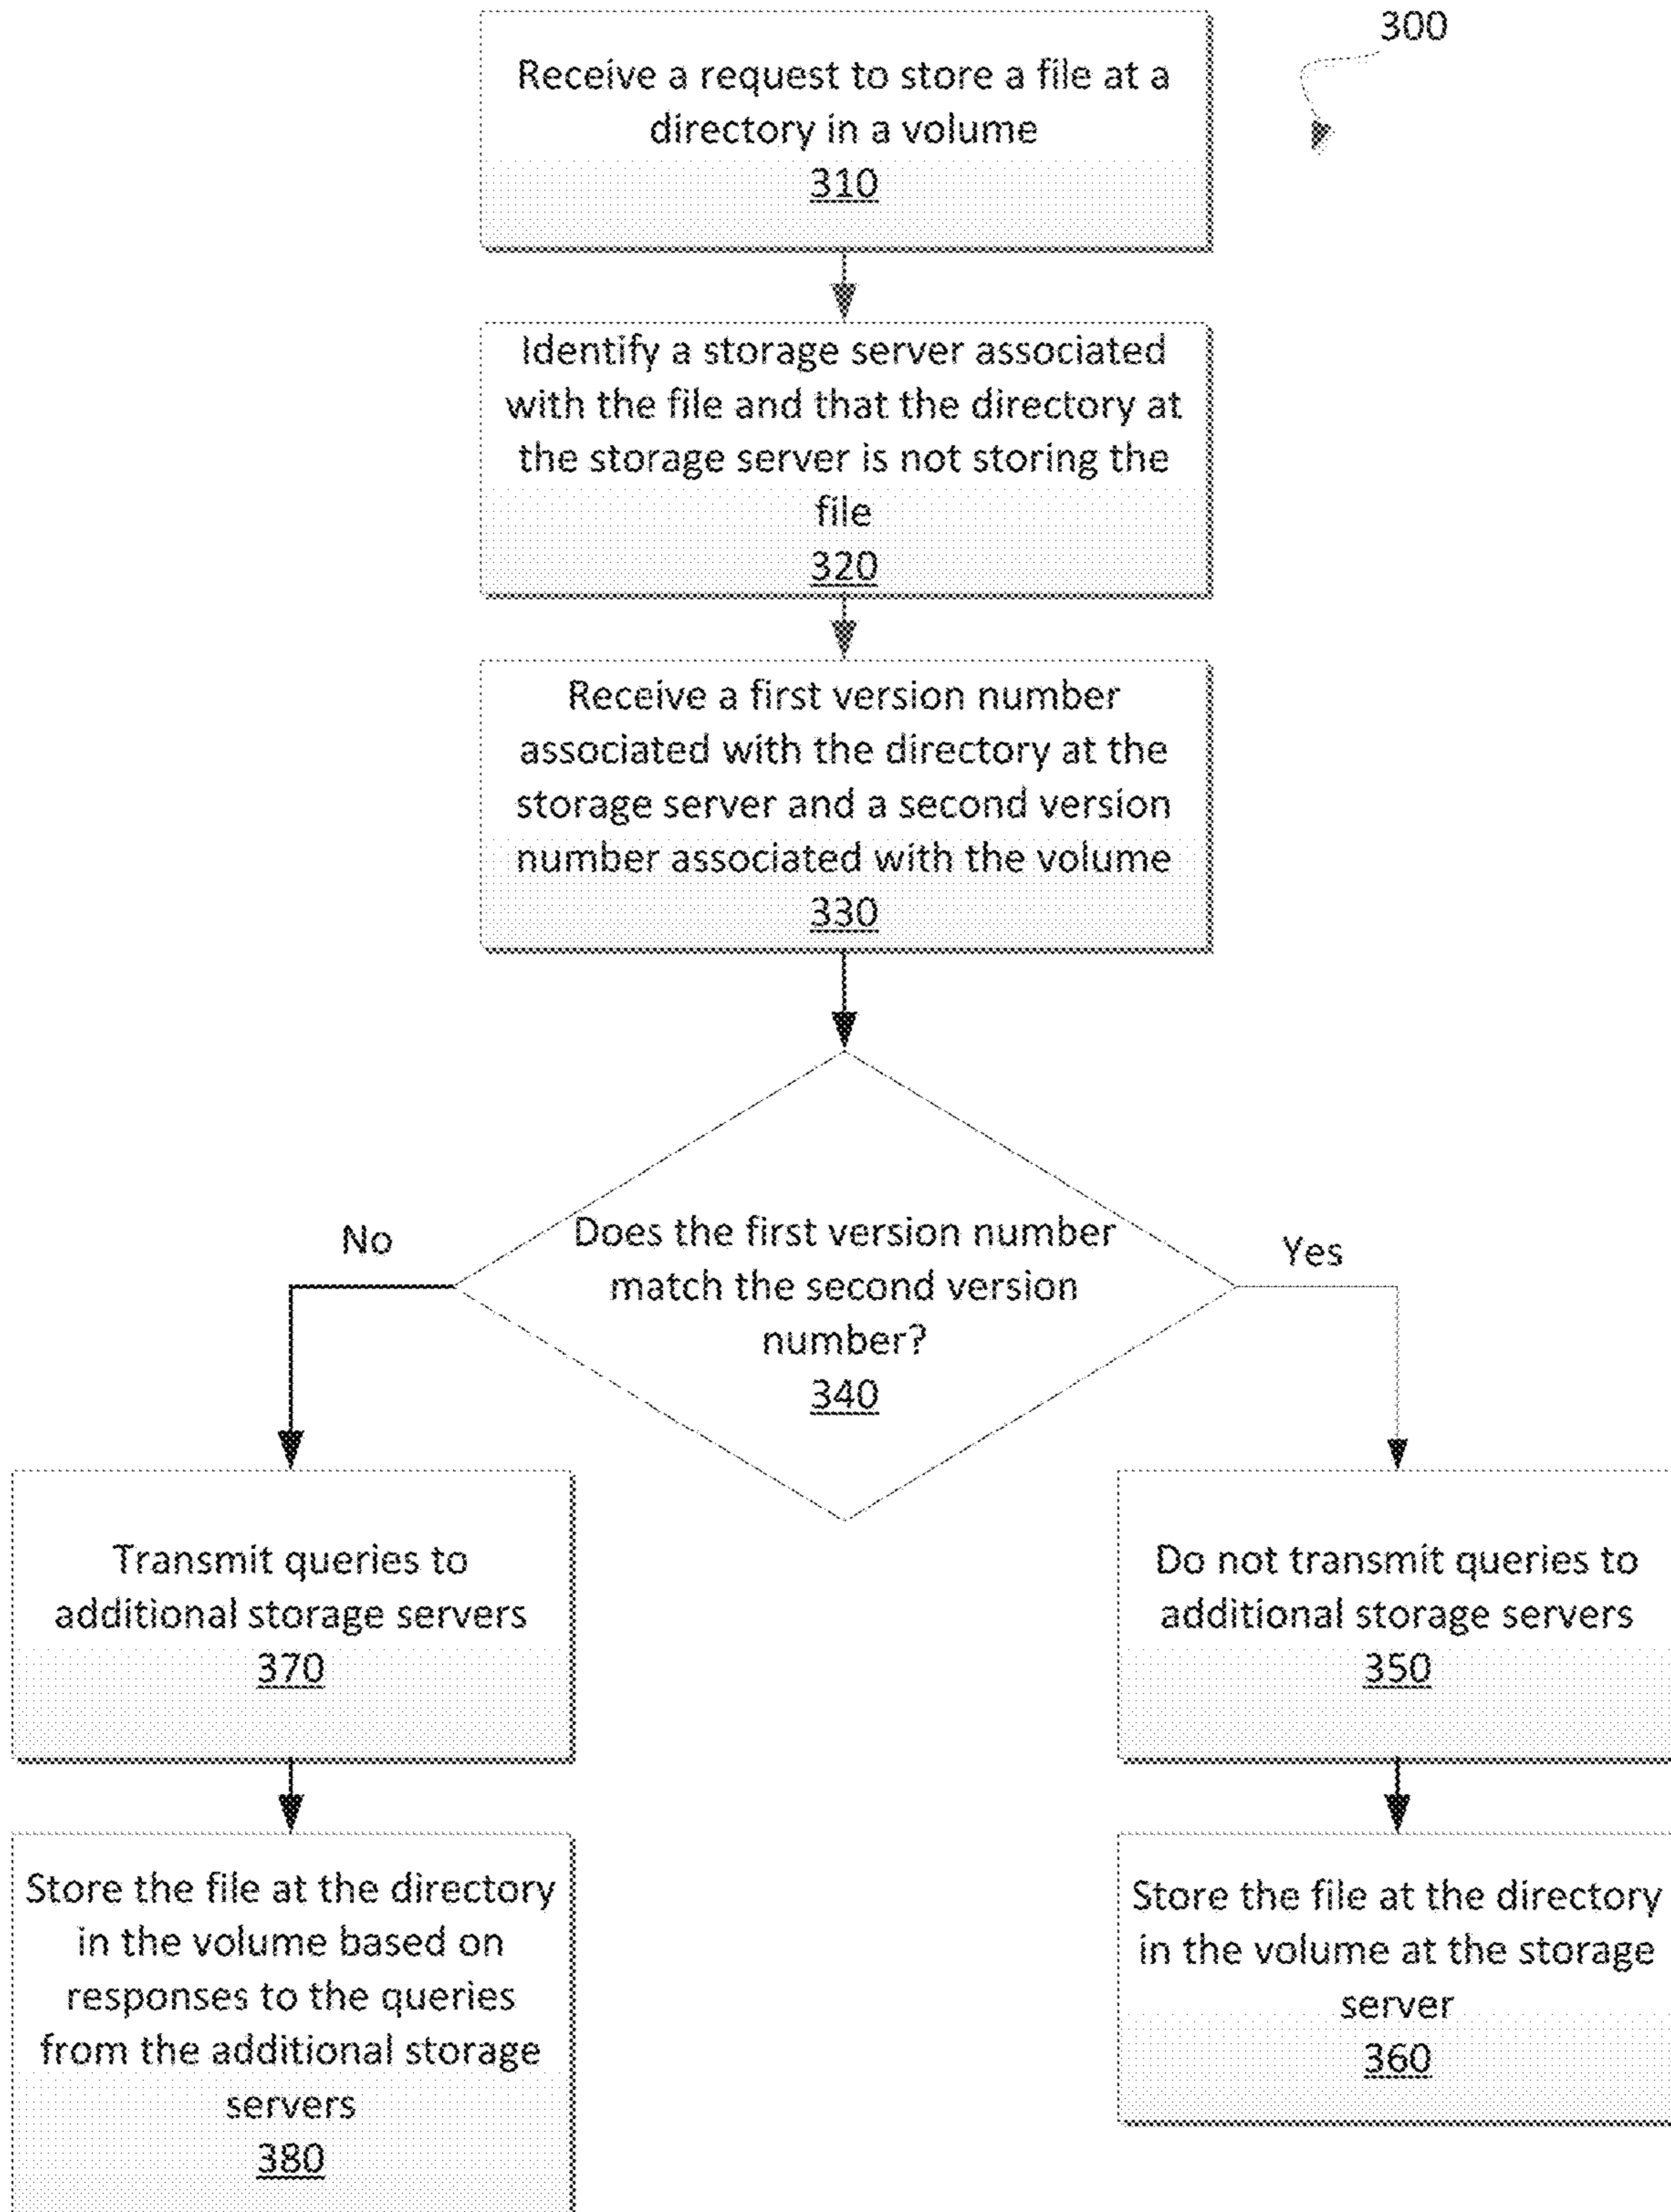 300
Receive a request to store a file at a
directory in a volume
310
Identify a storage server associated
with the file and that the directory at
the storage server is not storing the
file
320
Receive a first version number
associated with the directory at the
storage server and a second version
number associated with the volume
330
Does the first version number
match the second version
number?
340
No
Yes
Transmit queries to
additional storage servers
370
Do not transmit queries to
additional storage servers
350
Store the file at the directory
in the volume based on
responses to the queries
from the additional storage
servers
380
Store the file at the directory
in the volume at the storage
server
360